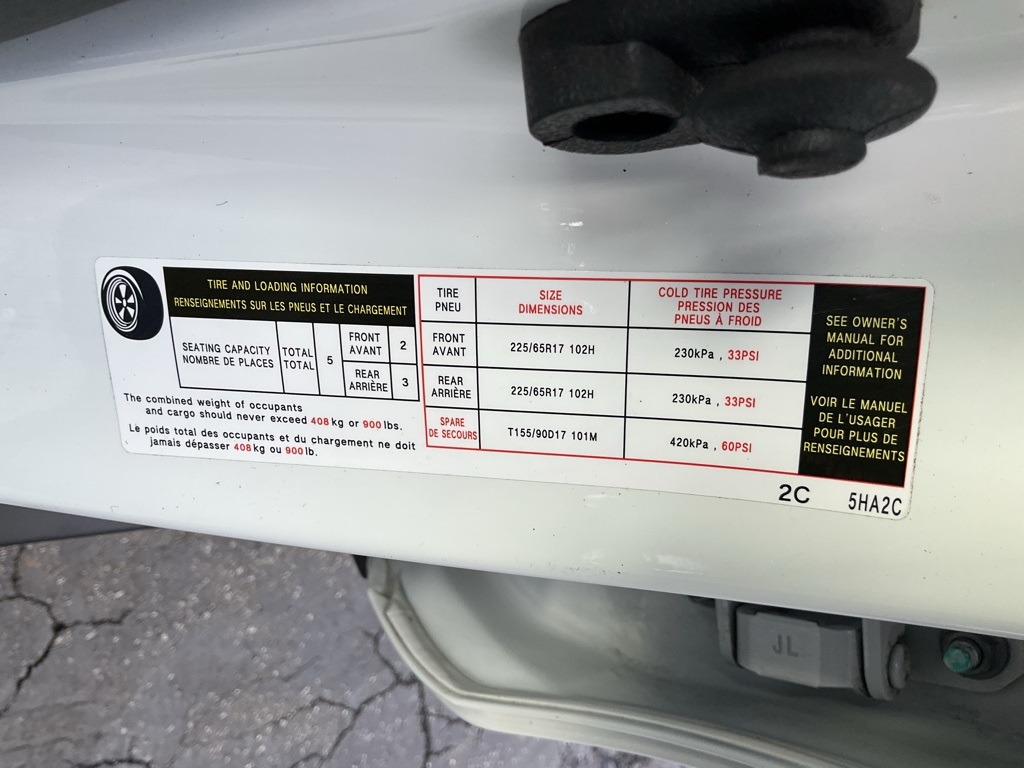 TIRE AND LOADING INFORMATION
RENSEIGNEMENTS SUR LES PNEUS ET LE CHARGEMENT
SEATING CAPACITY
NOMBRE DE PLACES
TOTAL
TOTAL
5
FRONT
AVANT
2
REAR
ARRIÈRE
3
The combined weight of occupants
and cargo should never exceed 408 kg or 900 lbs.
Le poids total des occupants et du chargement ne doit
jamais dépasser 408 kg ou 900 lb.
TIRE
PNEU
SIZE
DIMENSIONS
COLD TIRE PRESSURE
PRESSION DES
PNEUS À FROID
FRONT
AVANT
225/65R17 102H
230kPa , 33PSI
REAR
ARRIÈRE
225/65R17 102H
230kPa , 33PSI
SPARE
DE SECOURS
T155/90D17 101M
420kPa , 60PSI
SEE OWNER'S
MANUAL FOR
ADDITIONAL
INFORMATION
VOIR LE MANUEL
DE L'USAGER
POUR PLUS DE
RENSEIGNEMENTS
2C 5HA2C
JL